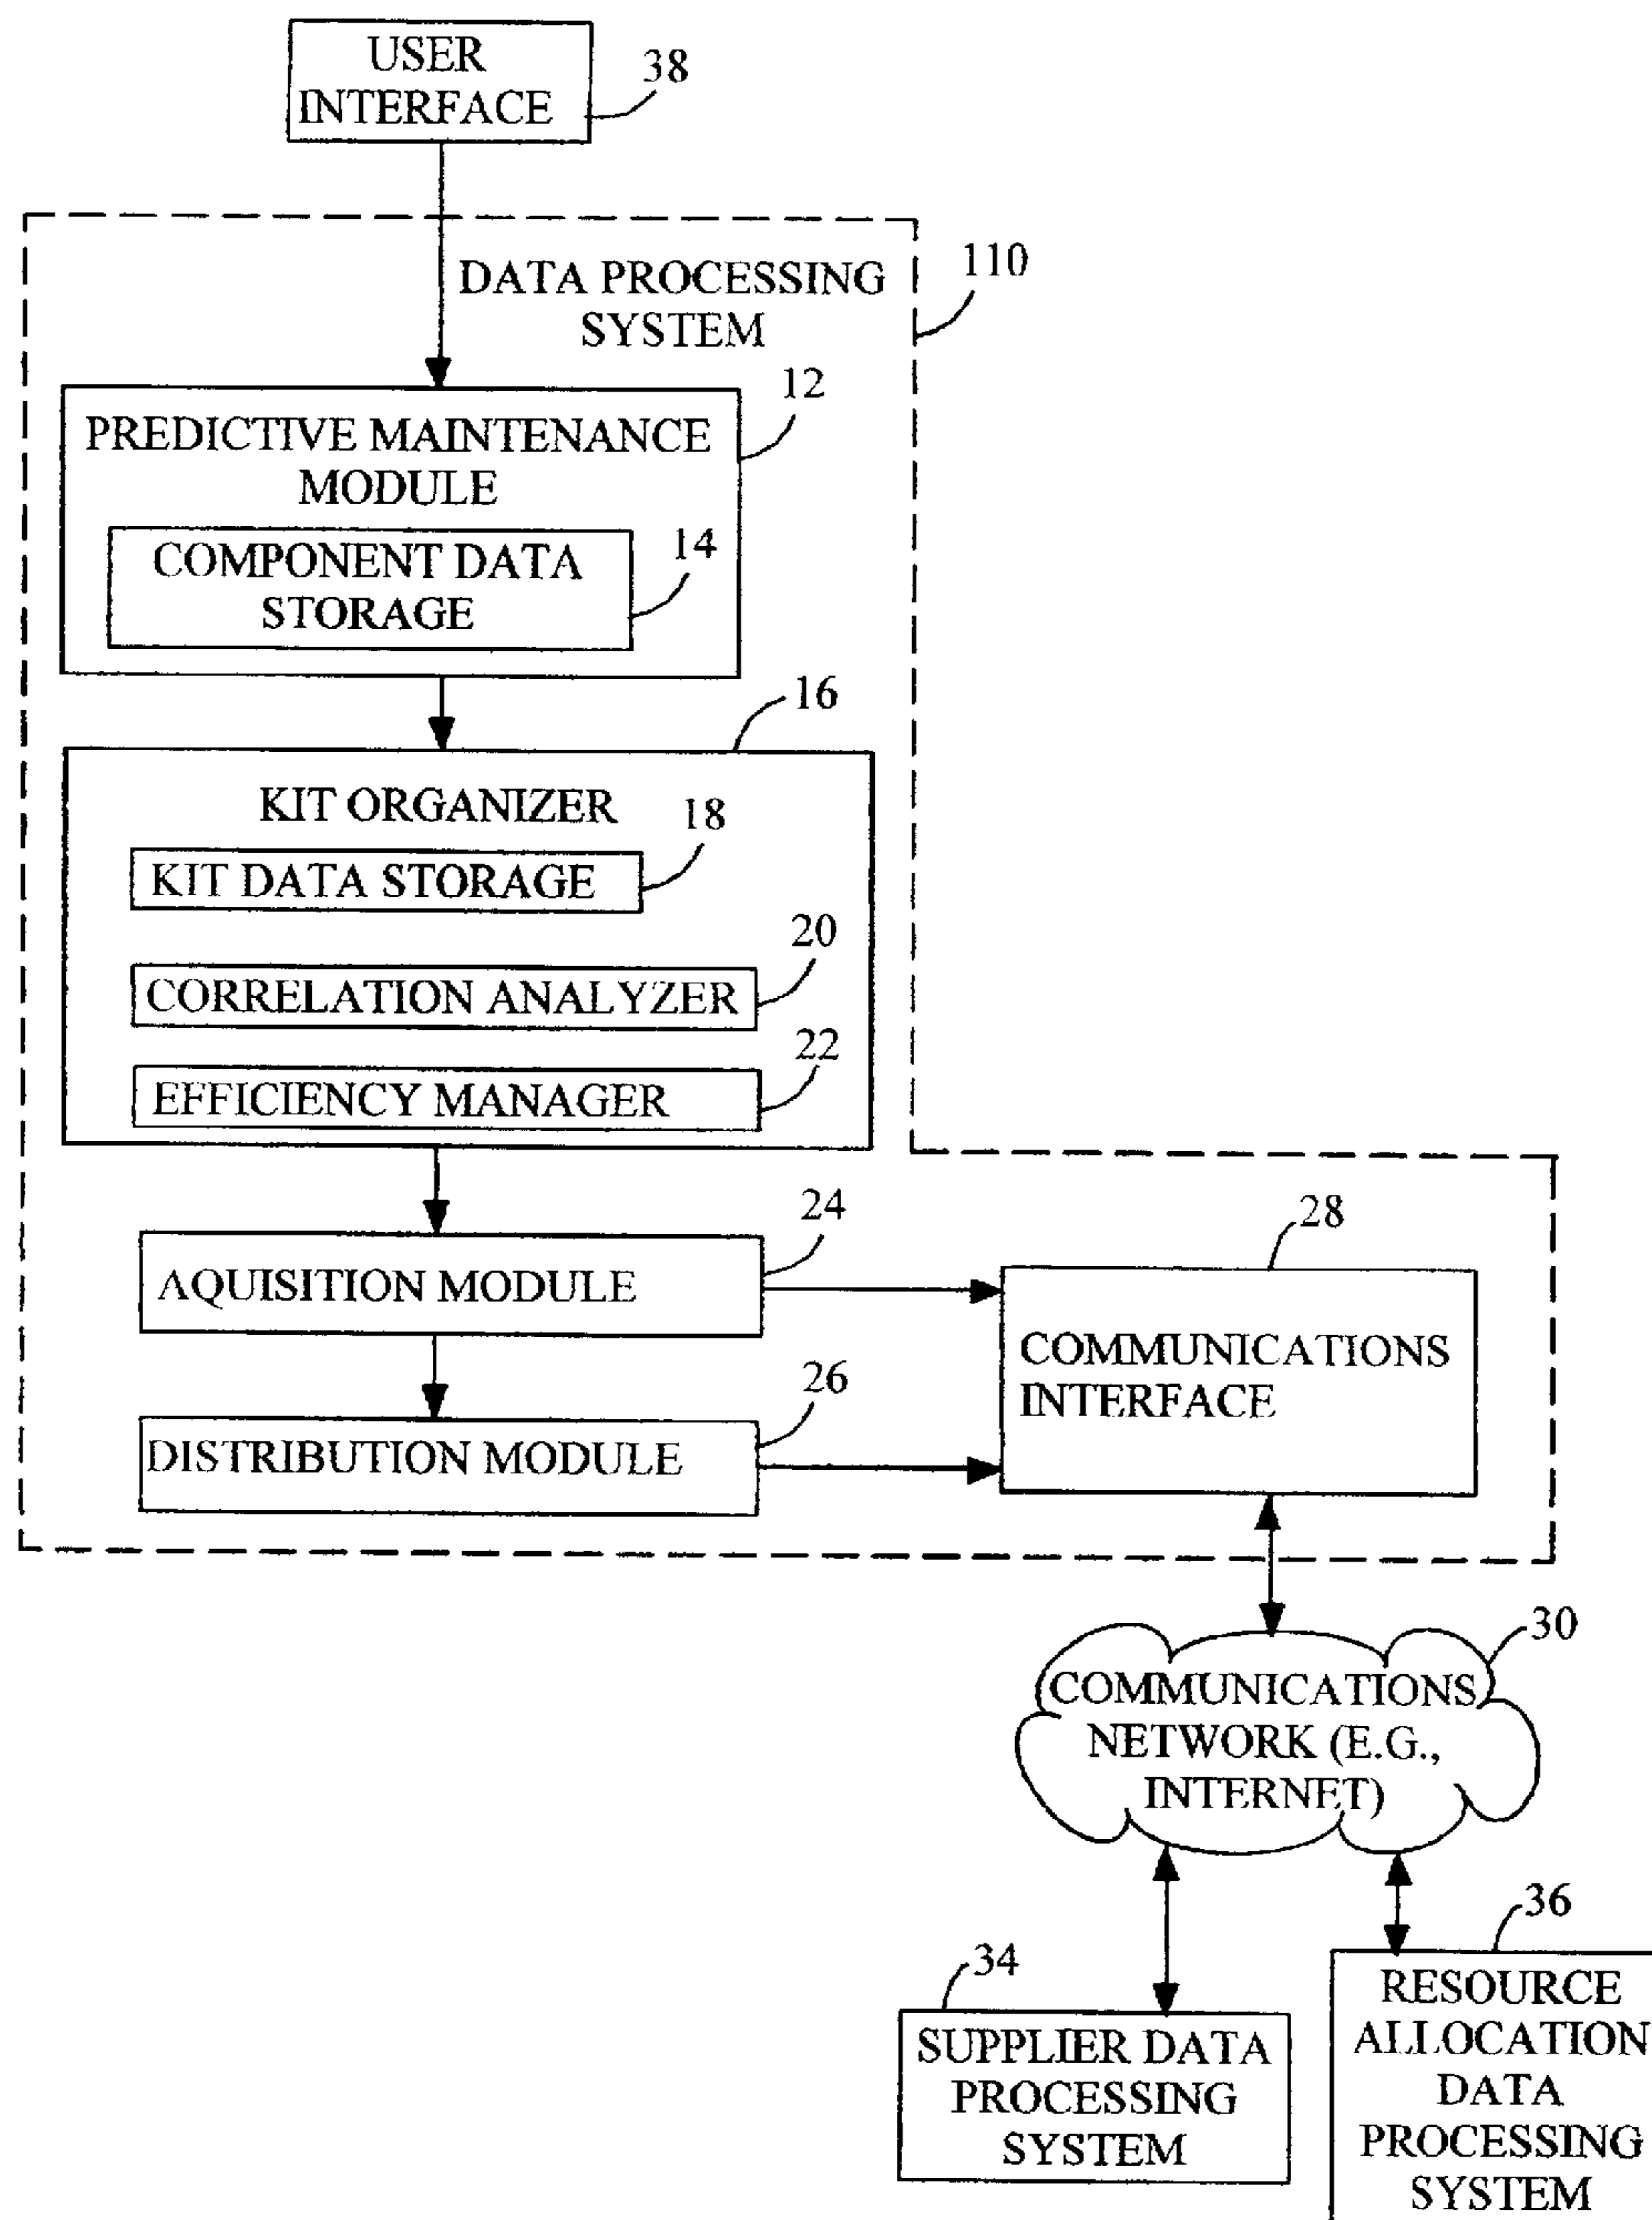 USER
INTERFACE
38
110
DATA PROCESSING
SYSTEM
12
PREDICTIVE MAINTENANCE
MODULE
14
COMPONENT DATA
STORAGE
16
KIT ORGANIZER
18
KIT DATA STORAGE
20
CORRELATION ANALYZER
22
EFFICIENCY MANAGER
24
AQUISITION MODULE
28
COMMUNICATIONS
INTERFACE
26
DISTRIBUTION MODULE
30
COMMUNICATIONS
NETWORK (E.G.,
INTERNET)
34
SUPPLIER DATA
PROCESSING
SYSTEM
36
RESOURCE
ALLOCATION
DATA
PROCESSING
SYSTEM